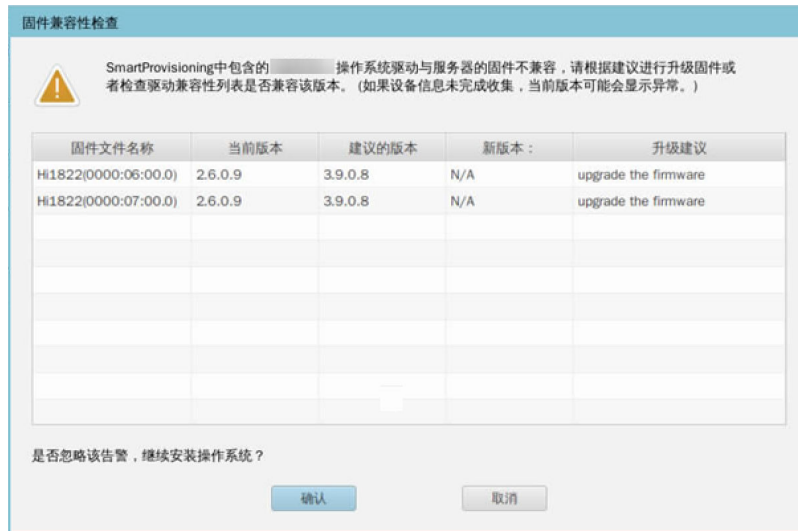 固件兼容性检查
SmartProvisioning中包含的 操作系统驱动与服务器的固件不兼容，请根据建议进行升级固件或
者检查驱动兼容性列表是否兼容该版本。(如果设备信息未完成收集，当前版本可能会显示异常。)
固件文件名称 当前版本 建议的版本 新版本： 升级建议
Hi1822(0000:06:00.0) 2.6.0.9 3.9.0.8 N/A upgrade the firmware
Hi1822(0000:07:00.0) 2.6.0.9 3.9.0.8 N/A upgrade the firmware
是否忽略该告警，继续安装操作系统？
确认 取消